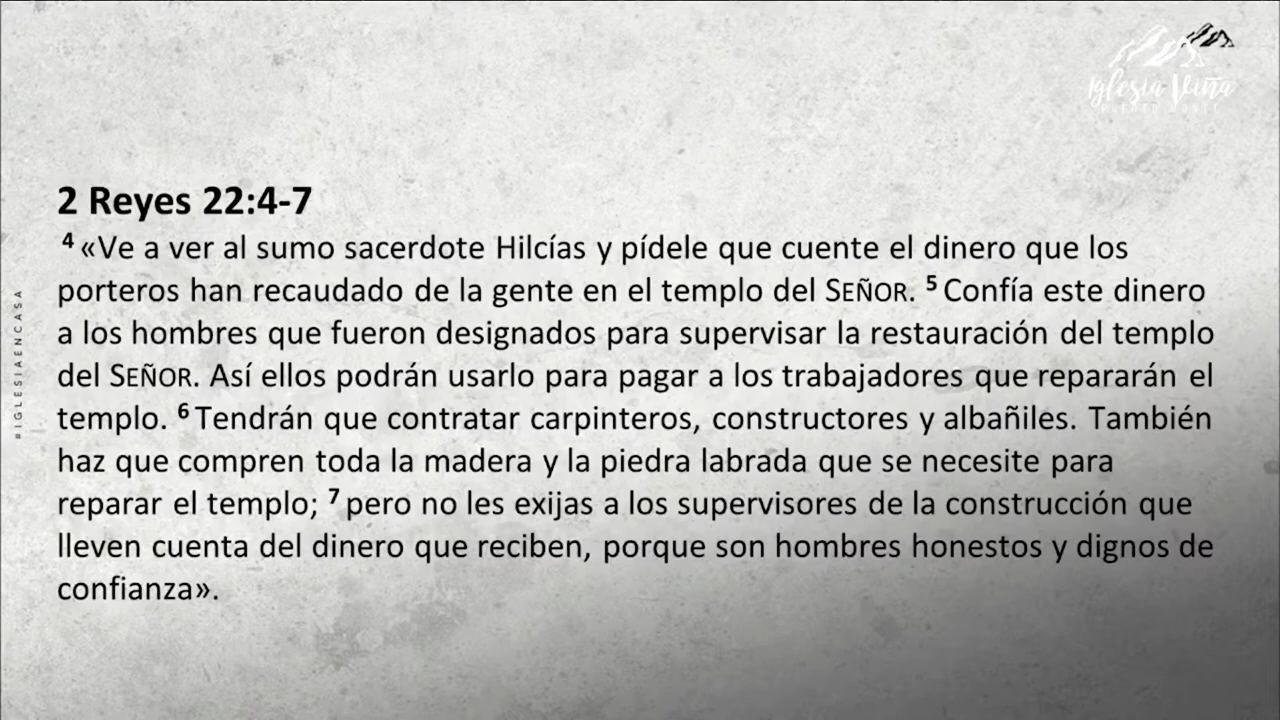 Iglesia Viña
2 Reyes 22:4-7
4 «Ve a ver al sumo sacerdote Hilcías y pídele que cuente el dinero que los
porteros han recaudado de la gente en el templo del SEÑOR. 5 Confía este dinero
a los hombres que fueron designados para supervisar la restauración del templo
del SEÑOR. Así ellos podrán usarlo para pagar a los trabajadores que repararán el
templo. 6 Tendrán que contratar carpinteros, constructores y albañiles. También
haz que compren toda la madera y la piedra labrada que se necesite para
reparar el templo; 7 pero no les exijas a los supervisores de la construcción que
lleven cuenta del dinero que reciben, porque son hombres honestos y dignos de
confianza».
#IGLESIAENCASA